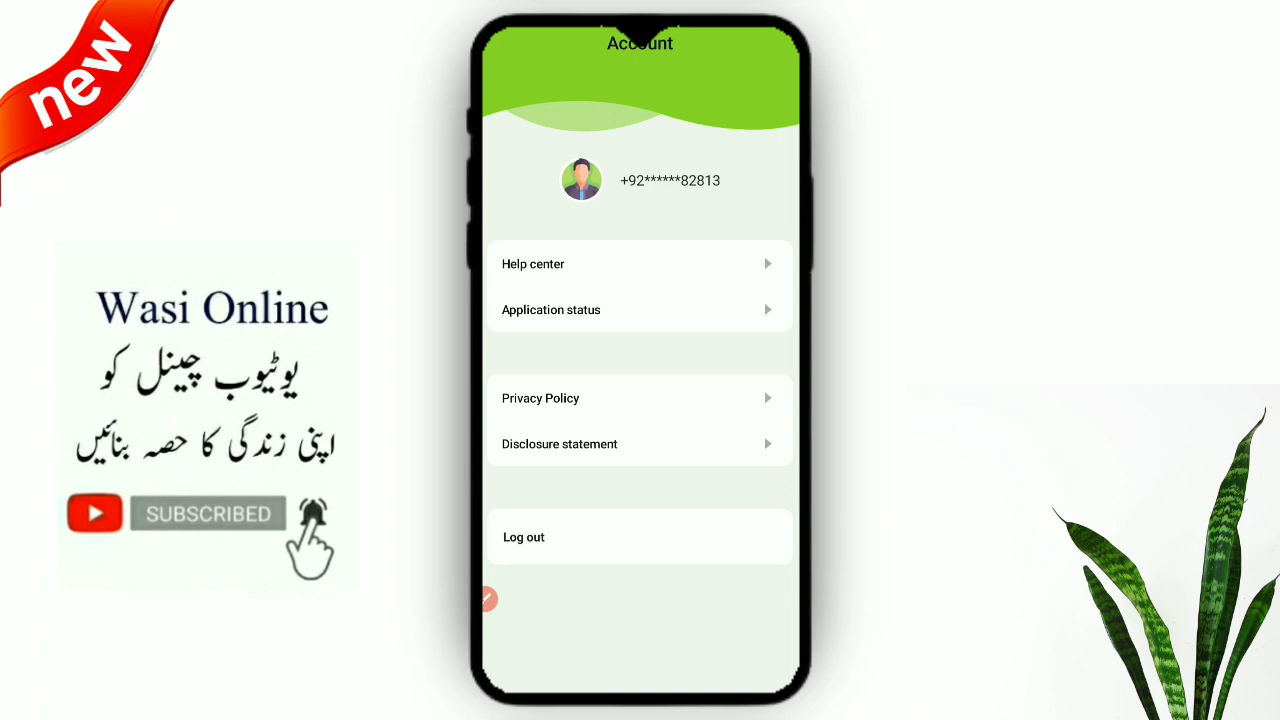 new
Wasi Online
یوٹیوب چینل کو
اپنی زندگی کا حصہ بنائیں
SUBSCRIBED
Account
+92******82813
Help center
Application status
Privacy Policy
Disclosure statement
Log out